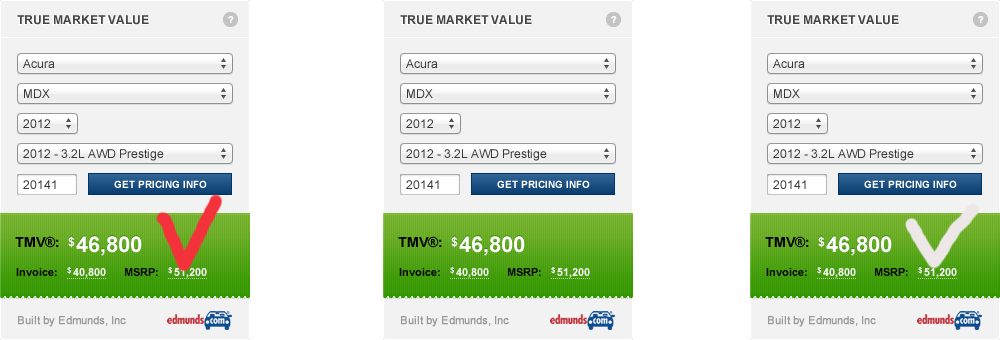 TRUE MARKET VALUE ?
Acura
MDX
2012
2012 - 3.2L AWD Prestige
20141 GET PRICING INFO
TMV®: $46,800
Invoice: $40,800 MSRP: $51,200
Built by Edmunds, Inc edmunds.com
TRUE MARKET VALUE ?
Acura
MDX
2012
2012 - 3.2L AWD Prestige
20141 GET PRICING INFO
TMV®: $46,800
Invoice: $40,800 MSRP: $51,200
Built by Edmunds, Inc edmunds.com
TRUE MARKET VALUE ?
Acura
MDX
2012
2012 - 3.2L AWD Prestige
20141 GET PRICING INFO
TMV®: $46,800
Invoice: $40,800 MSRP: $51,200
Built by Edmunds, Inc edmunds.com